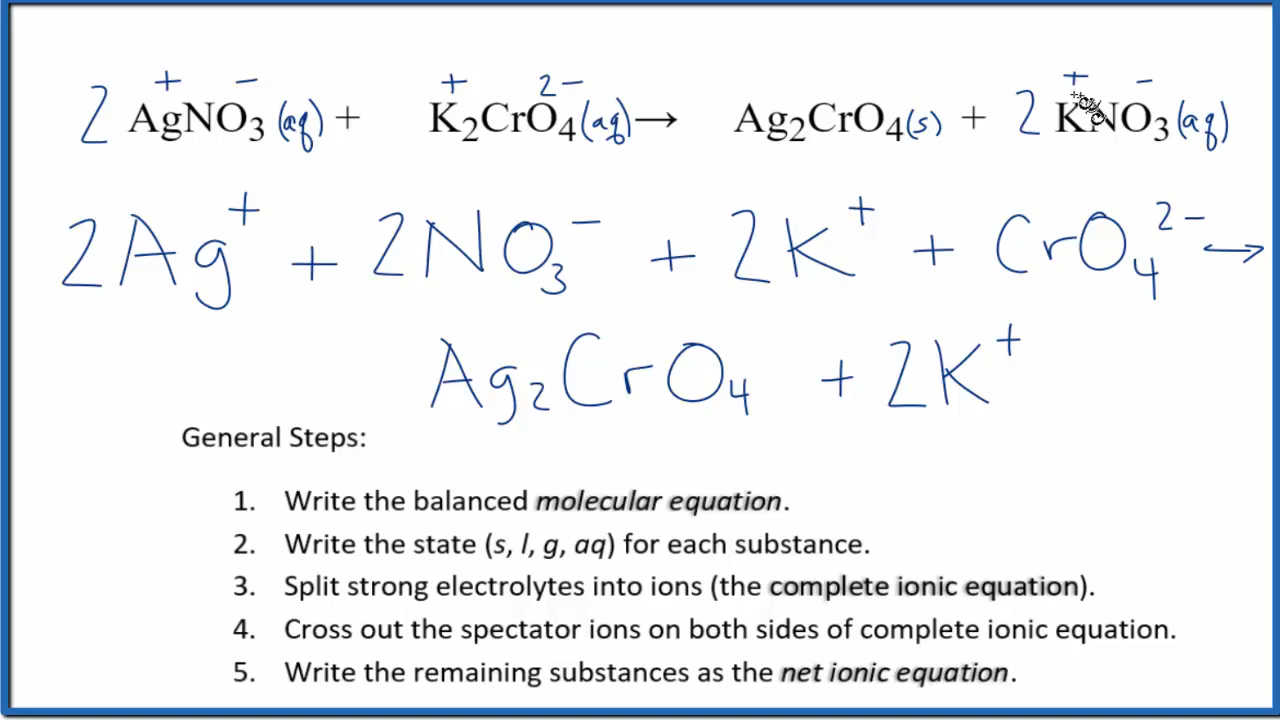 2 AgNO₃ (aq) + K₂CrO₄ (aq) → Ag₂CrO₄ (s) + 2 KNO₃ (aq)
+ − + 2− + −
2Ag⁺ + 2NO₃⁻ + 2K⁺ + CrO₄²⁻ →
Ag₂CrO₄ + 2K⁺
General Steps:
1. Write the balanced molecular equation.
2. Write the state (s, l, g, aq) for each substance.
3. Split strong electrolytes into ions (the complete ionic equation).
4. Cross out the spectator ions on both sides of complete ionic equation.
5. Write the remaining substances as the net ionic equation.